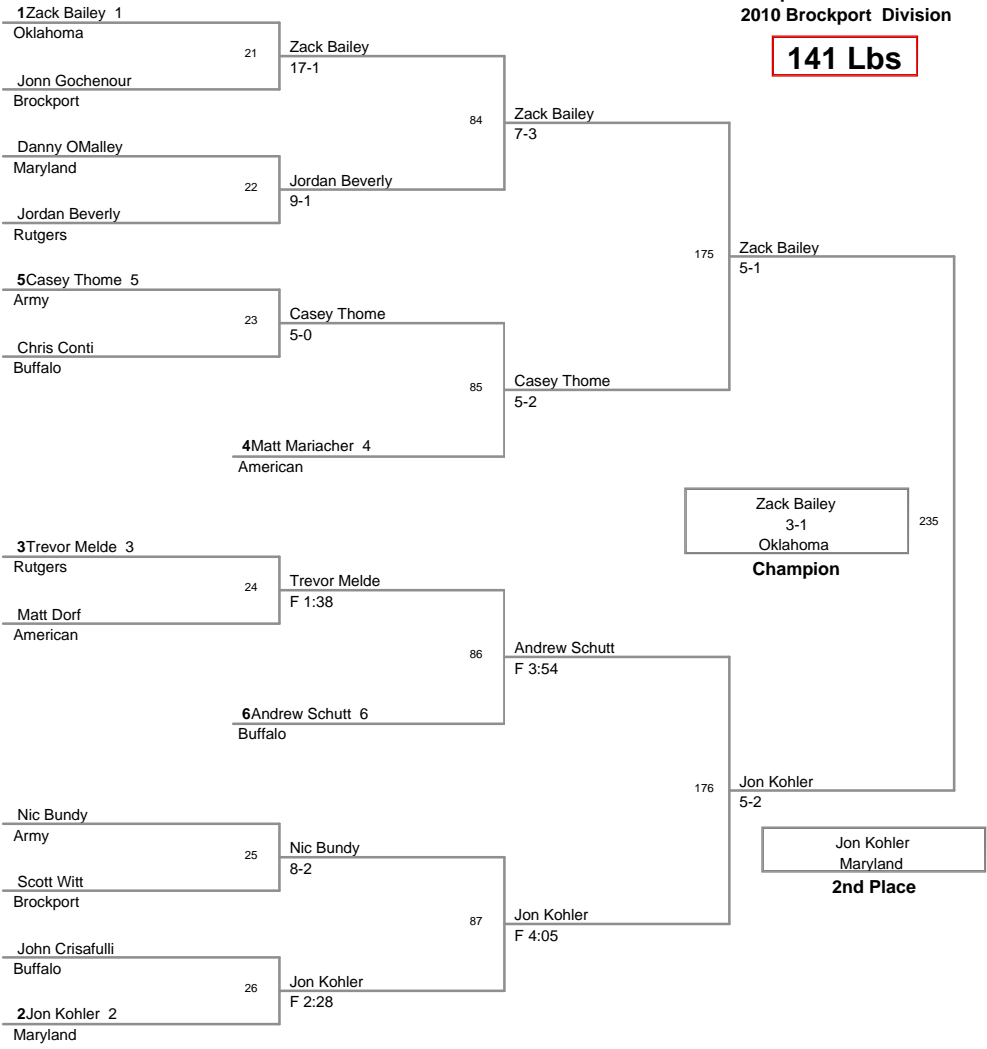 2010 Brockport Division
141 Lbs
1Zack Bailey 1
Oklahoma
21
Zack Bailey
17-1
Jonn Gochenour
Brockport
84
Zack Bailey
7-3
Danny OMalley
Maryland
22
Jordan Beverly
9-1
Jordan Beverly
Rutgers
175
Zack Bailey
5-1
5Casey Thome 5
Army
23
Casey Thome
5-0
Chris Conti
Buffalo
85
Casey Thome
5-2
4Matt Mariacher 4
American
Zack Bailey
3-1
Oklahoma
235
Champion
3Trevor Melde 3
Rutgers
24
Trevor Melde
F 1:38
Matt Dorf
American
86
Andrew Schutt
F 3:54
6Andrew Schutt 6
Buffalo
176
Jon Kohler
5-2
Nic Bundy
Army
25
Nic Bundy
8-2
Jon Kohler
Maryland
2nd Place
Scott Witt
Brockport
87
Jon Kohler
F 4:05
John Crisafulli
Buffalo
26
Jon Kohler
F 2:28
2Jon Kohler 2
Maryland